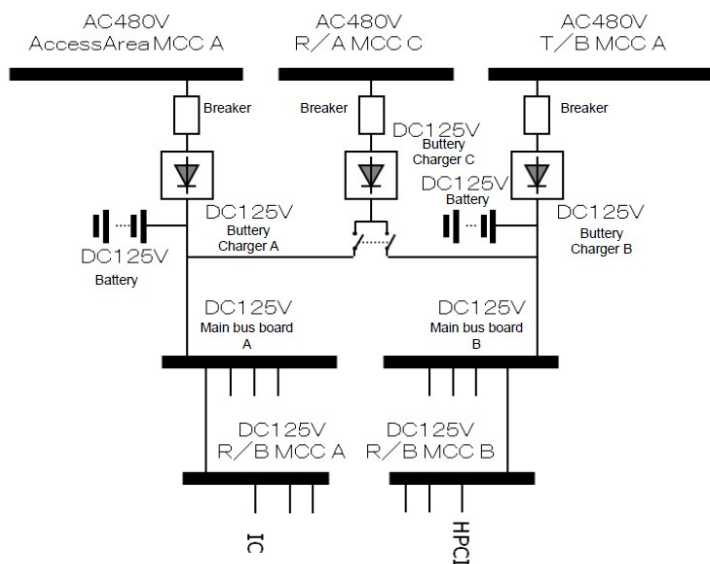 AC480V
AccessArea MCC A
AC480V
R/A MCC C
AC480V
T/B MCC A
Breaker
Breaker
Breaker
DC125V
Buttery
Charger C
DC125V
Battery
DC125V
Buttery
Charger A
DC125V
Buttery
Charger B
DC125V
Battery
DC125V
Main bus board
A
DC125V
Main bus board
B
DC125V
R/B MCC A
DC125V
R/B MCC B
IC
HPCI